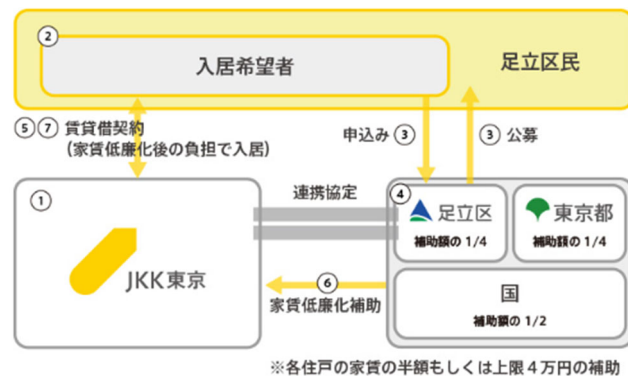 ②
入居希望者
足立区民
⑤⑦ 賃貸借契約
(家賃低廉化後の負担で入居)
申込み③
③公募
①
JKK東京
連携協定
④
足立区
補助額の 1/4
東京都
補助額の 1/4
⑥
家賃低廉化補助
国
補助額の 1/2
※各住戸の家賃の半額もしくは上限４万円の補助